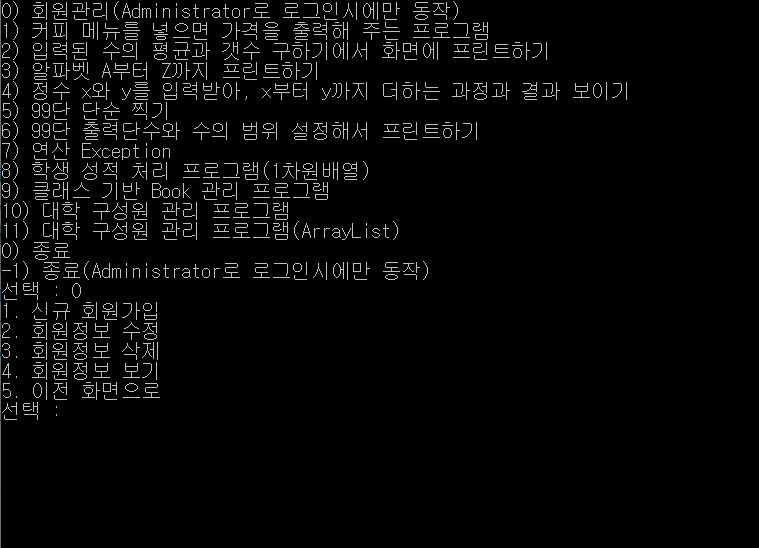 0) 회원관리(Administrator로 로그인시에만 동작)
1) 커피 메뉴를 넣으면 가격을 출력해 주는 프로그램
2) 입력된 수의 평균과 갯수 구하기에서 화면에 프린트하기
3) 알파벳 A부터 Z까지 프린트하기
4) 정수 x와 y를 입력받아, x부터 y까지 더하는 과정과 결과 보이기
5) 99단 단순 찍기
6) 99단 출력단수와 수의 범위 설정해서 프린트하기
7) 연산 Exception
8) 학생 성적 처리 프로그램(1차원배열)
9) 클래스 기반 Book 관리 프로그램
10) 대학 구성원 관리 프로그램
11) 대학 구성원 관리 프로그램(ArrayList)
0) 종료
-1) 종료(Administrator로 로그인시에만 동작)
선택 : 0
1. 신규 회원가입
2. 회원정보 수정
3. 회원정보 삭제
4. 회원정보 보기
5. 이전 화면으로
선택 :